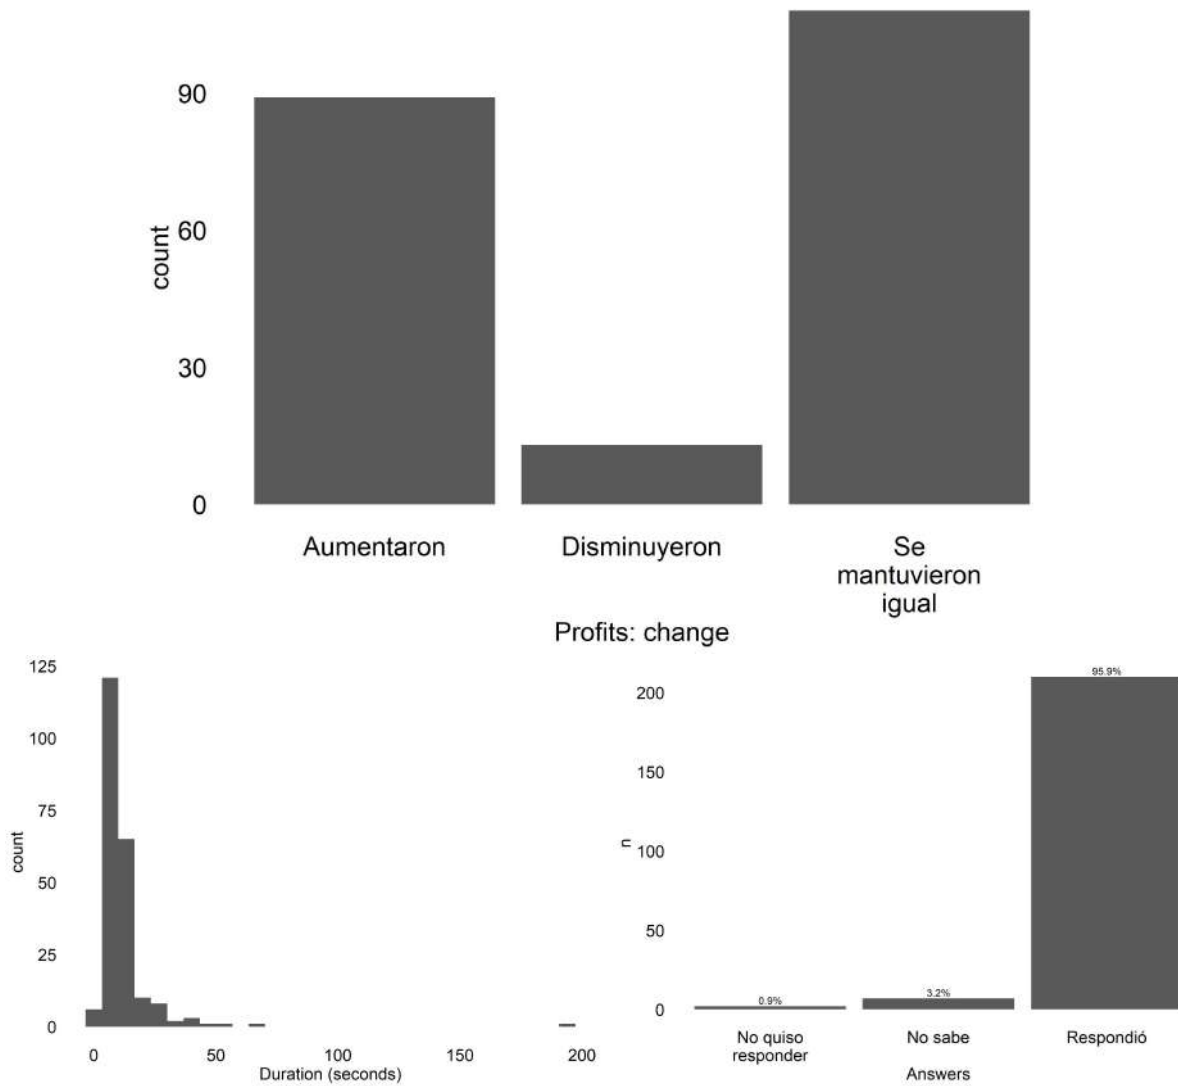 90
60
30
0
count
Aumentaron
Disminuyeron
Se
mantuvieron
igual
Profits: change
125
100
75
50
25
0
count
0
50
100
150
200
Duration (seconds)
200
150
100
50
0
n
95.9%
0.9%
3.2%
No quiso
responder
No sabe
Respondió
Answers